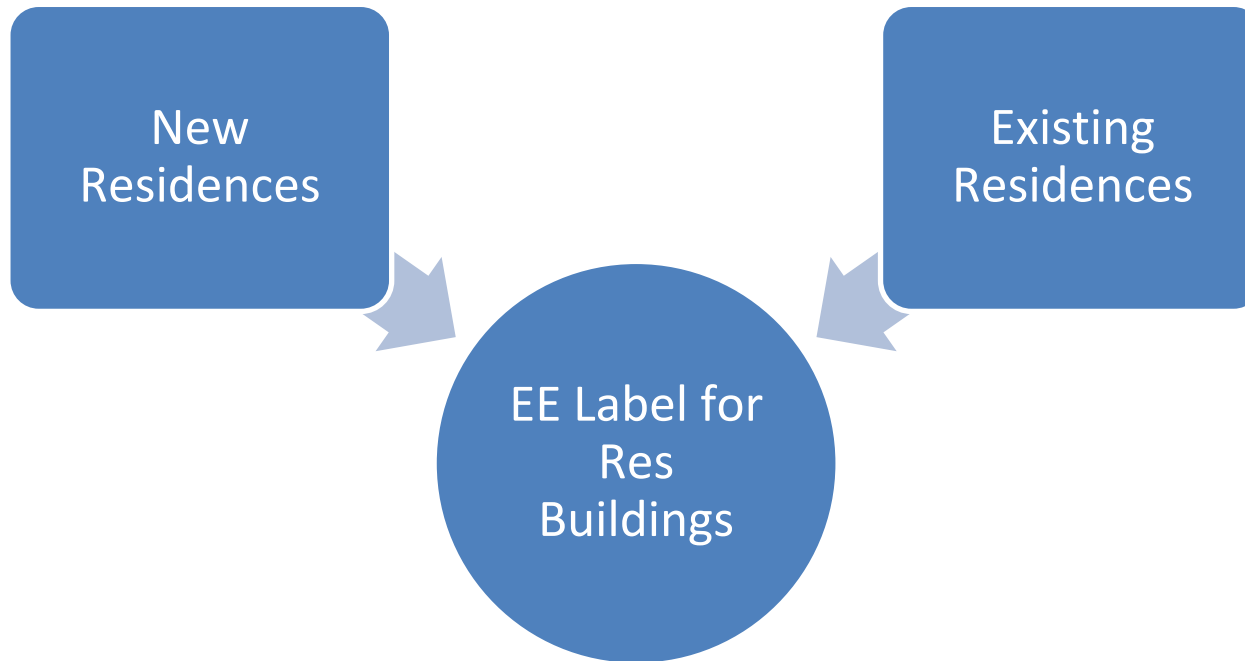 New
Residences
Existing
Residences
EE Label for
Res
Buildings